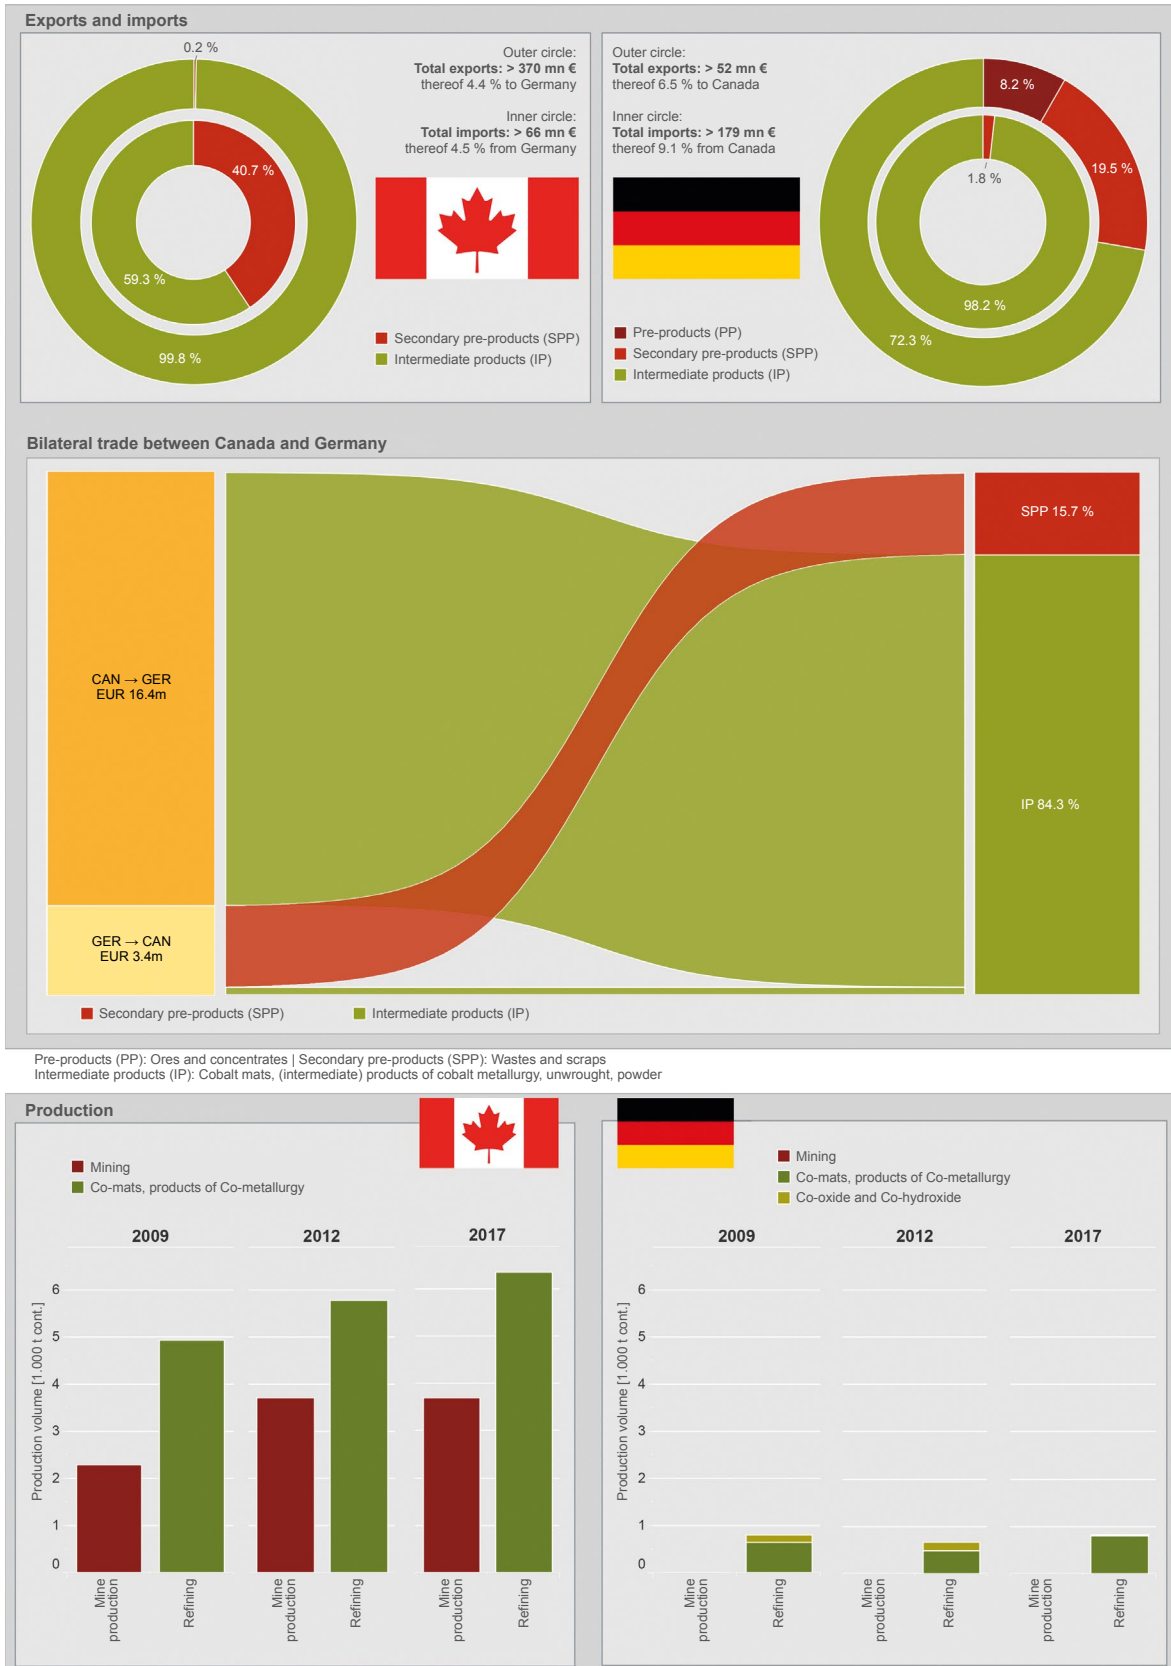 Exports and imports
0.2 %
40.7 %
59.3 %
99.8 %
Outer circle:
Total exports: > 370 mn €
thereof 4.4 % to Germany
Inner circle:
Total imports: > 66 mn €
thereof 4.5 % from Germany
Secondary pre-products (SPP)
Intermediate products (IP)
Outer circle:
Total exports: > 52 mn €
thereof 6.5 % to Canada
Inner circle:
Total imports: > 179 mn €
thereof 9.1 % from Canada
Pre-products (PP)
Secondary pre-products (SPP)
Intermediate products (IP)
8.2 %
19.5 %
1.8 %
98.2 %
72.3 %
Bilateral trade between Canada and Germany
CAN → GER
EUR 16.4m
GER → CAN
EUR 3.4m
SPP 15.7 %
IP 84.3 %
Secondary pre-products (SPP)
Intermediate products (IP)
Pre-products (PP): Ores and concentrates | Secondary pre-products (SPP): Wastes and scraps
Intermediate products (IP): Cobalt mats, (intermediate) products of cobalt metallurgy, unwrought, powder
Production
Mining
Co-mats, products of Co-metallurgy
2009
2012
2017
Production volume [1.000 t cont.]
6
5
4
3
2
1
0
Mine
production
Refining
Mine
production
Refining
Mine
production
Refining
Mining
Co-mats, products of Co-metallurgy
Co-oxide and Co-hydroxide
2009
2012
2017
Production volume [1.000 t cont.]
6
5
4
3
2
1
0
Mine
production
Refining
Mine
production
Refining
Mine
production
Refining